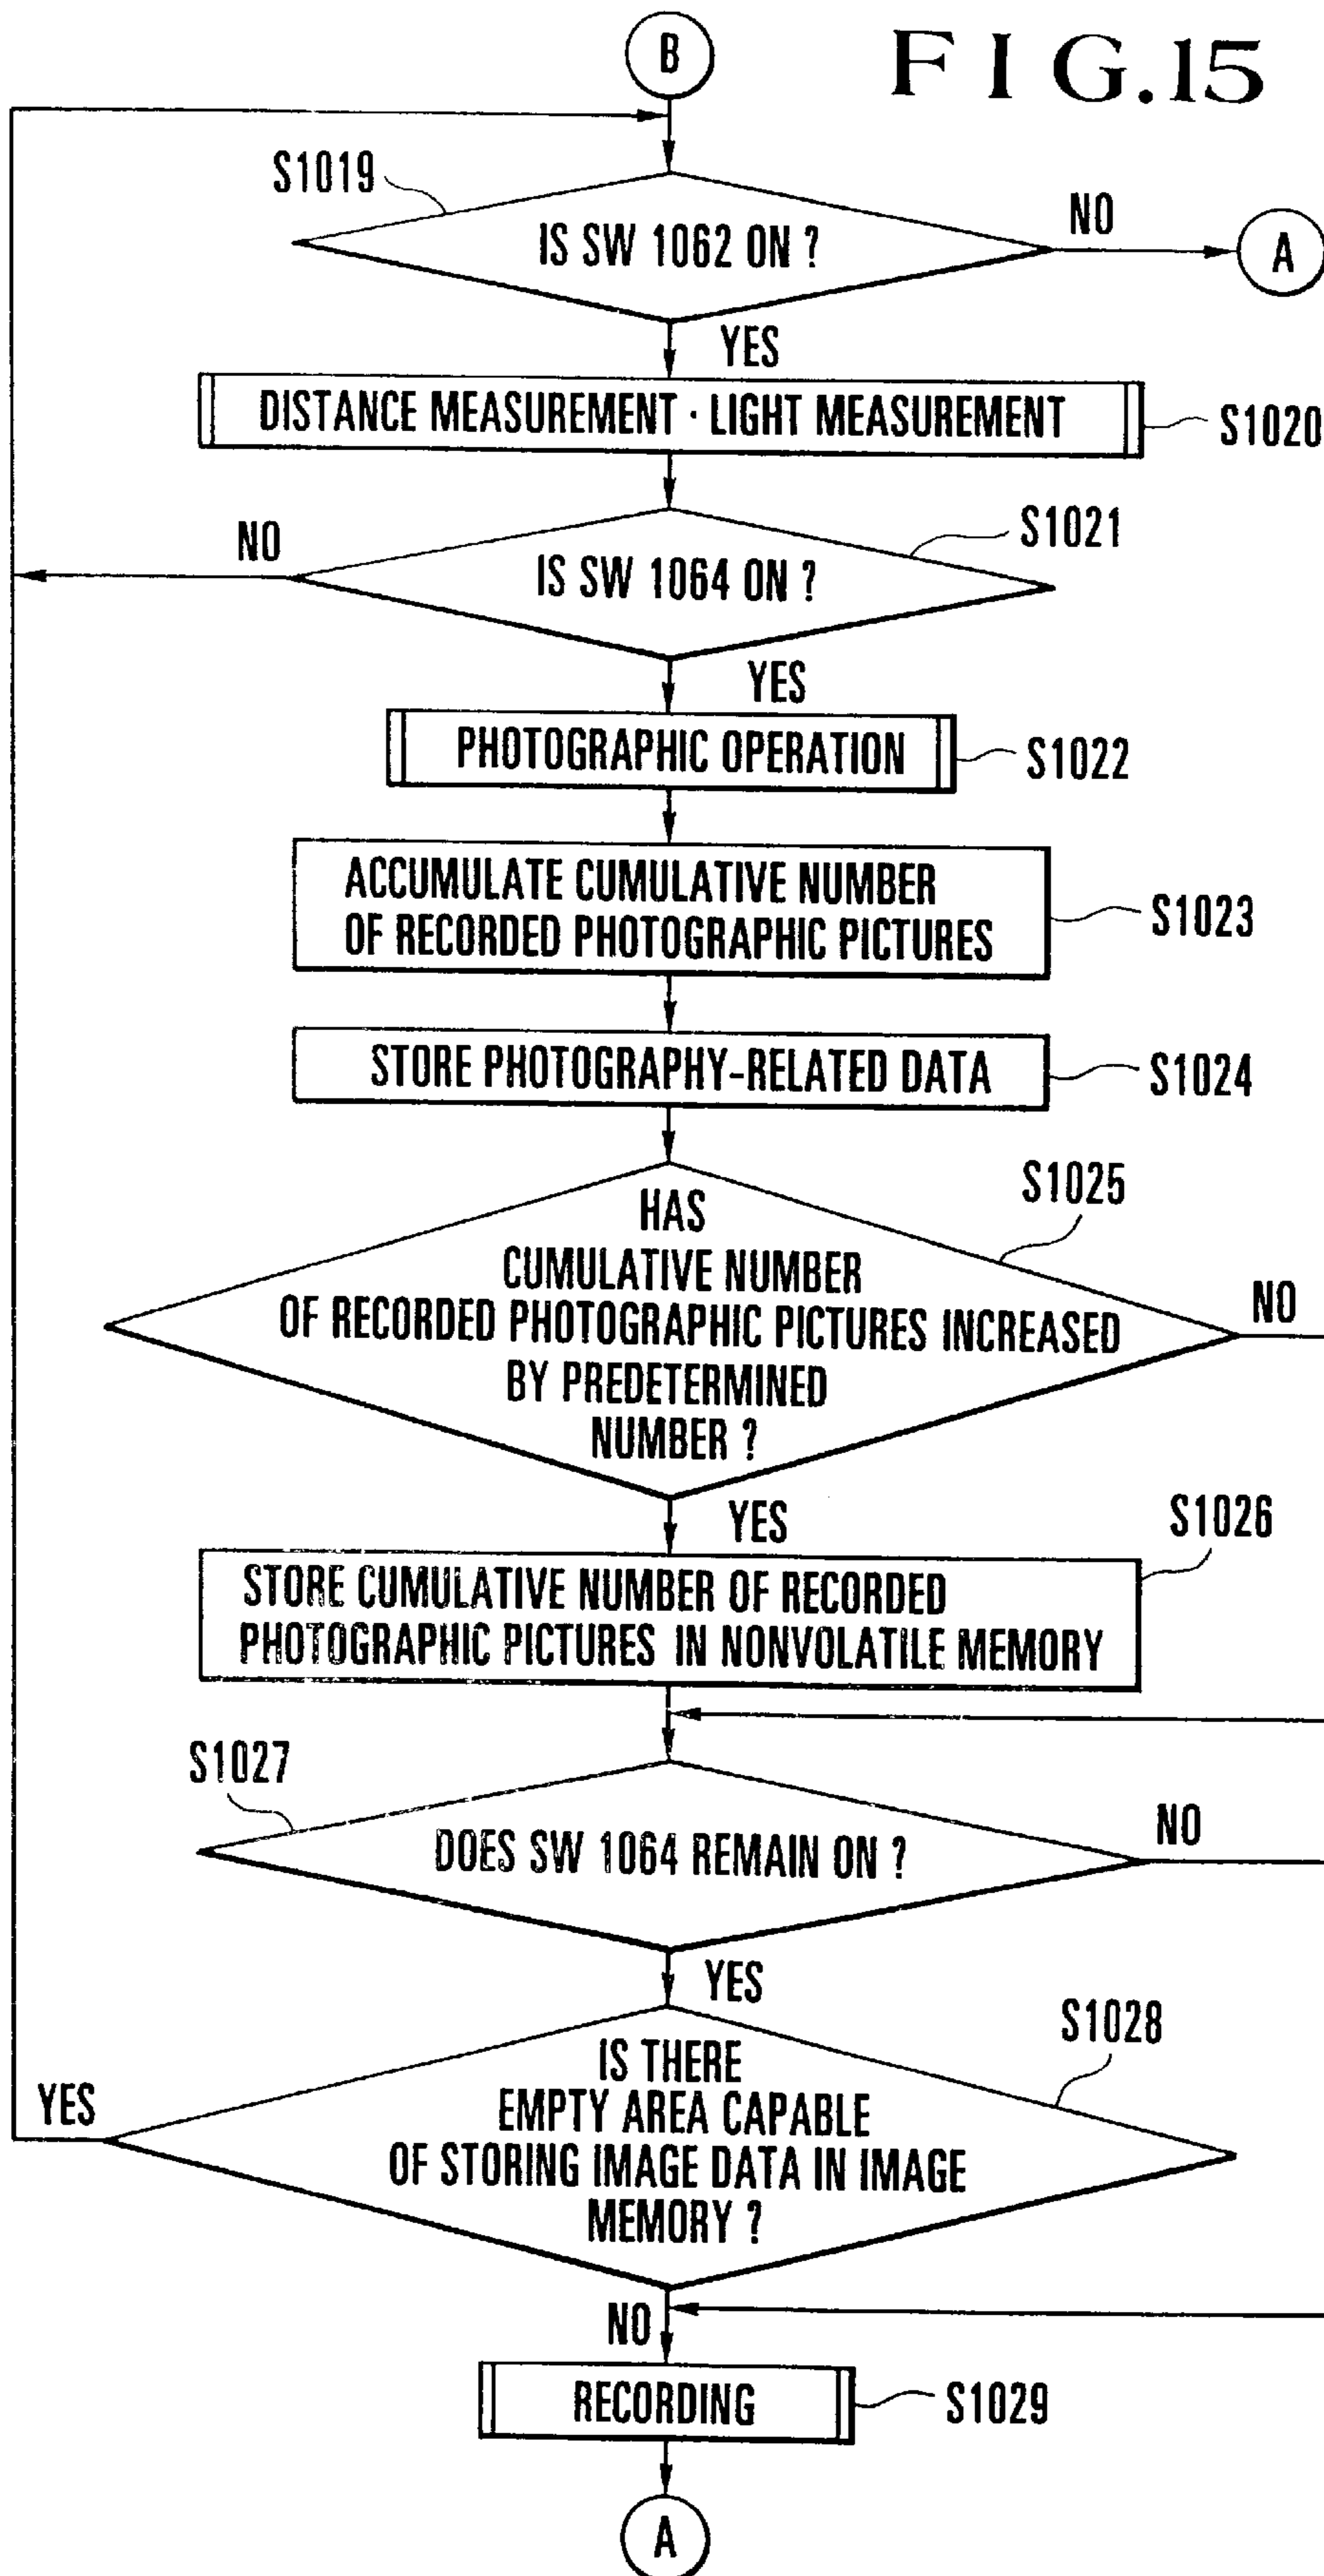 B
FIG.15
S1019
IS SW 1062 ON ?
NO
A
YES
DISTANCE MEASUREMENT · LIGHT MEASUREMENT
S1020
NO
S1021
IS SW 1064 ON ?
YES
PHOTOGRAPHIC OPERATION
S1022
ACCUMULATE CUMULATIVE NUMBER
OF RECORDED PHOTOGRAPHIC PICTURES
S1023
STORE PHOTOGRAPHY-RELATED DATA
S1024
S1025
HAS
CUMULATIVE NUMBER
OF RECORDED PHOTOGRAPHIC PICTURES INCREASED
BY PREDETERMINED
NUMBER ?
NO
YES
S1026
STORE CUMULATIVE NUMBER OF RECORDED
PHOTOGRAPHIC PICTURES IN NONVOLATILE MEMORY
S1027
DOES SW 1064 REMAIN ON ?
NO
YES
S1028
IS THERE
EMPTY AREA CAPABLE
OF STORING IMAGE DATA IN IMAGE
MEMORY ?
YES
NO
RECORDING
S1029
A